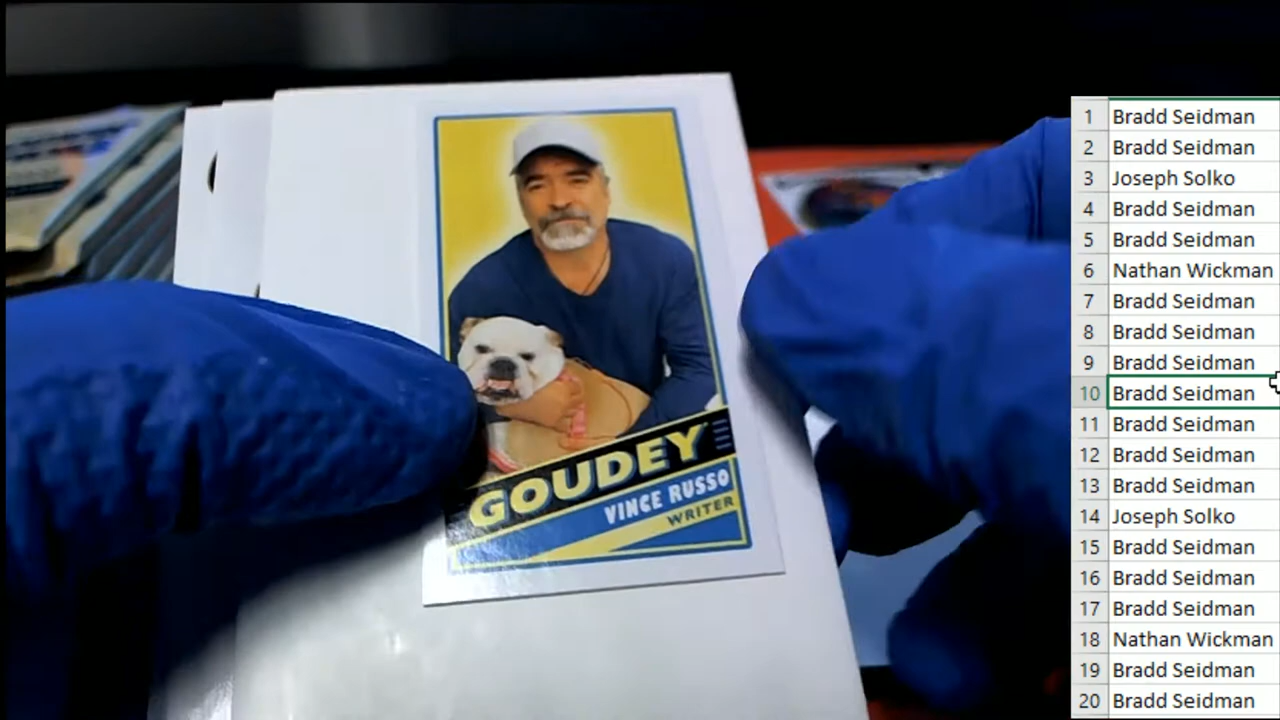 GOUDEY
VINCE RUSSO
WRITER
1 Bradd Seidman
2 Bradd Seidman
3 Joseph Solko
4 Bradd Seidman
5 Bradd Seidman
6 Nathan Wickman
7 Bradd Seidman
8 Bradd Seidman
9 Bradd Seidman
10 Bradd Seidman
11 Bradd Seidman
12 Bradd Seidman
13 Bradd Seidman
14 Joseph Solko
15 Bradd Seidman
16 Bradd Seidman
17 Bradd Seidman
18 Nathan Wickman
19 Bradd Seidman
20 Bradd Seidman